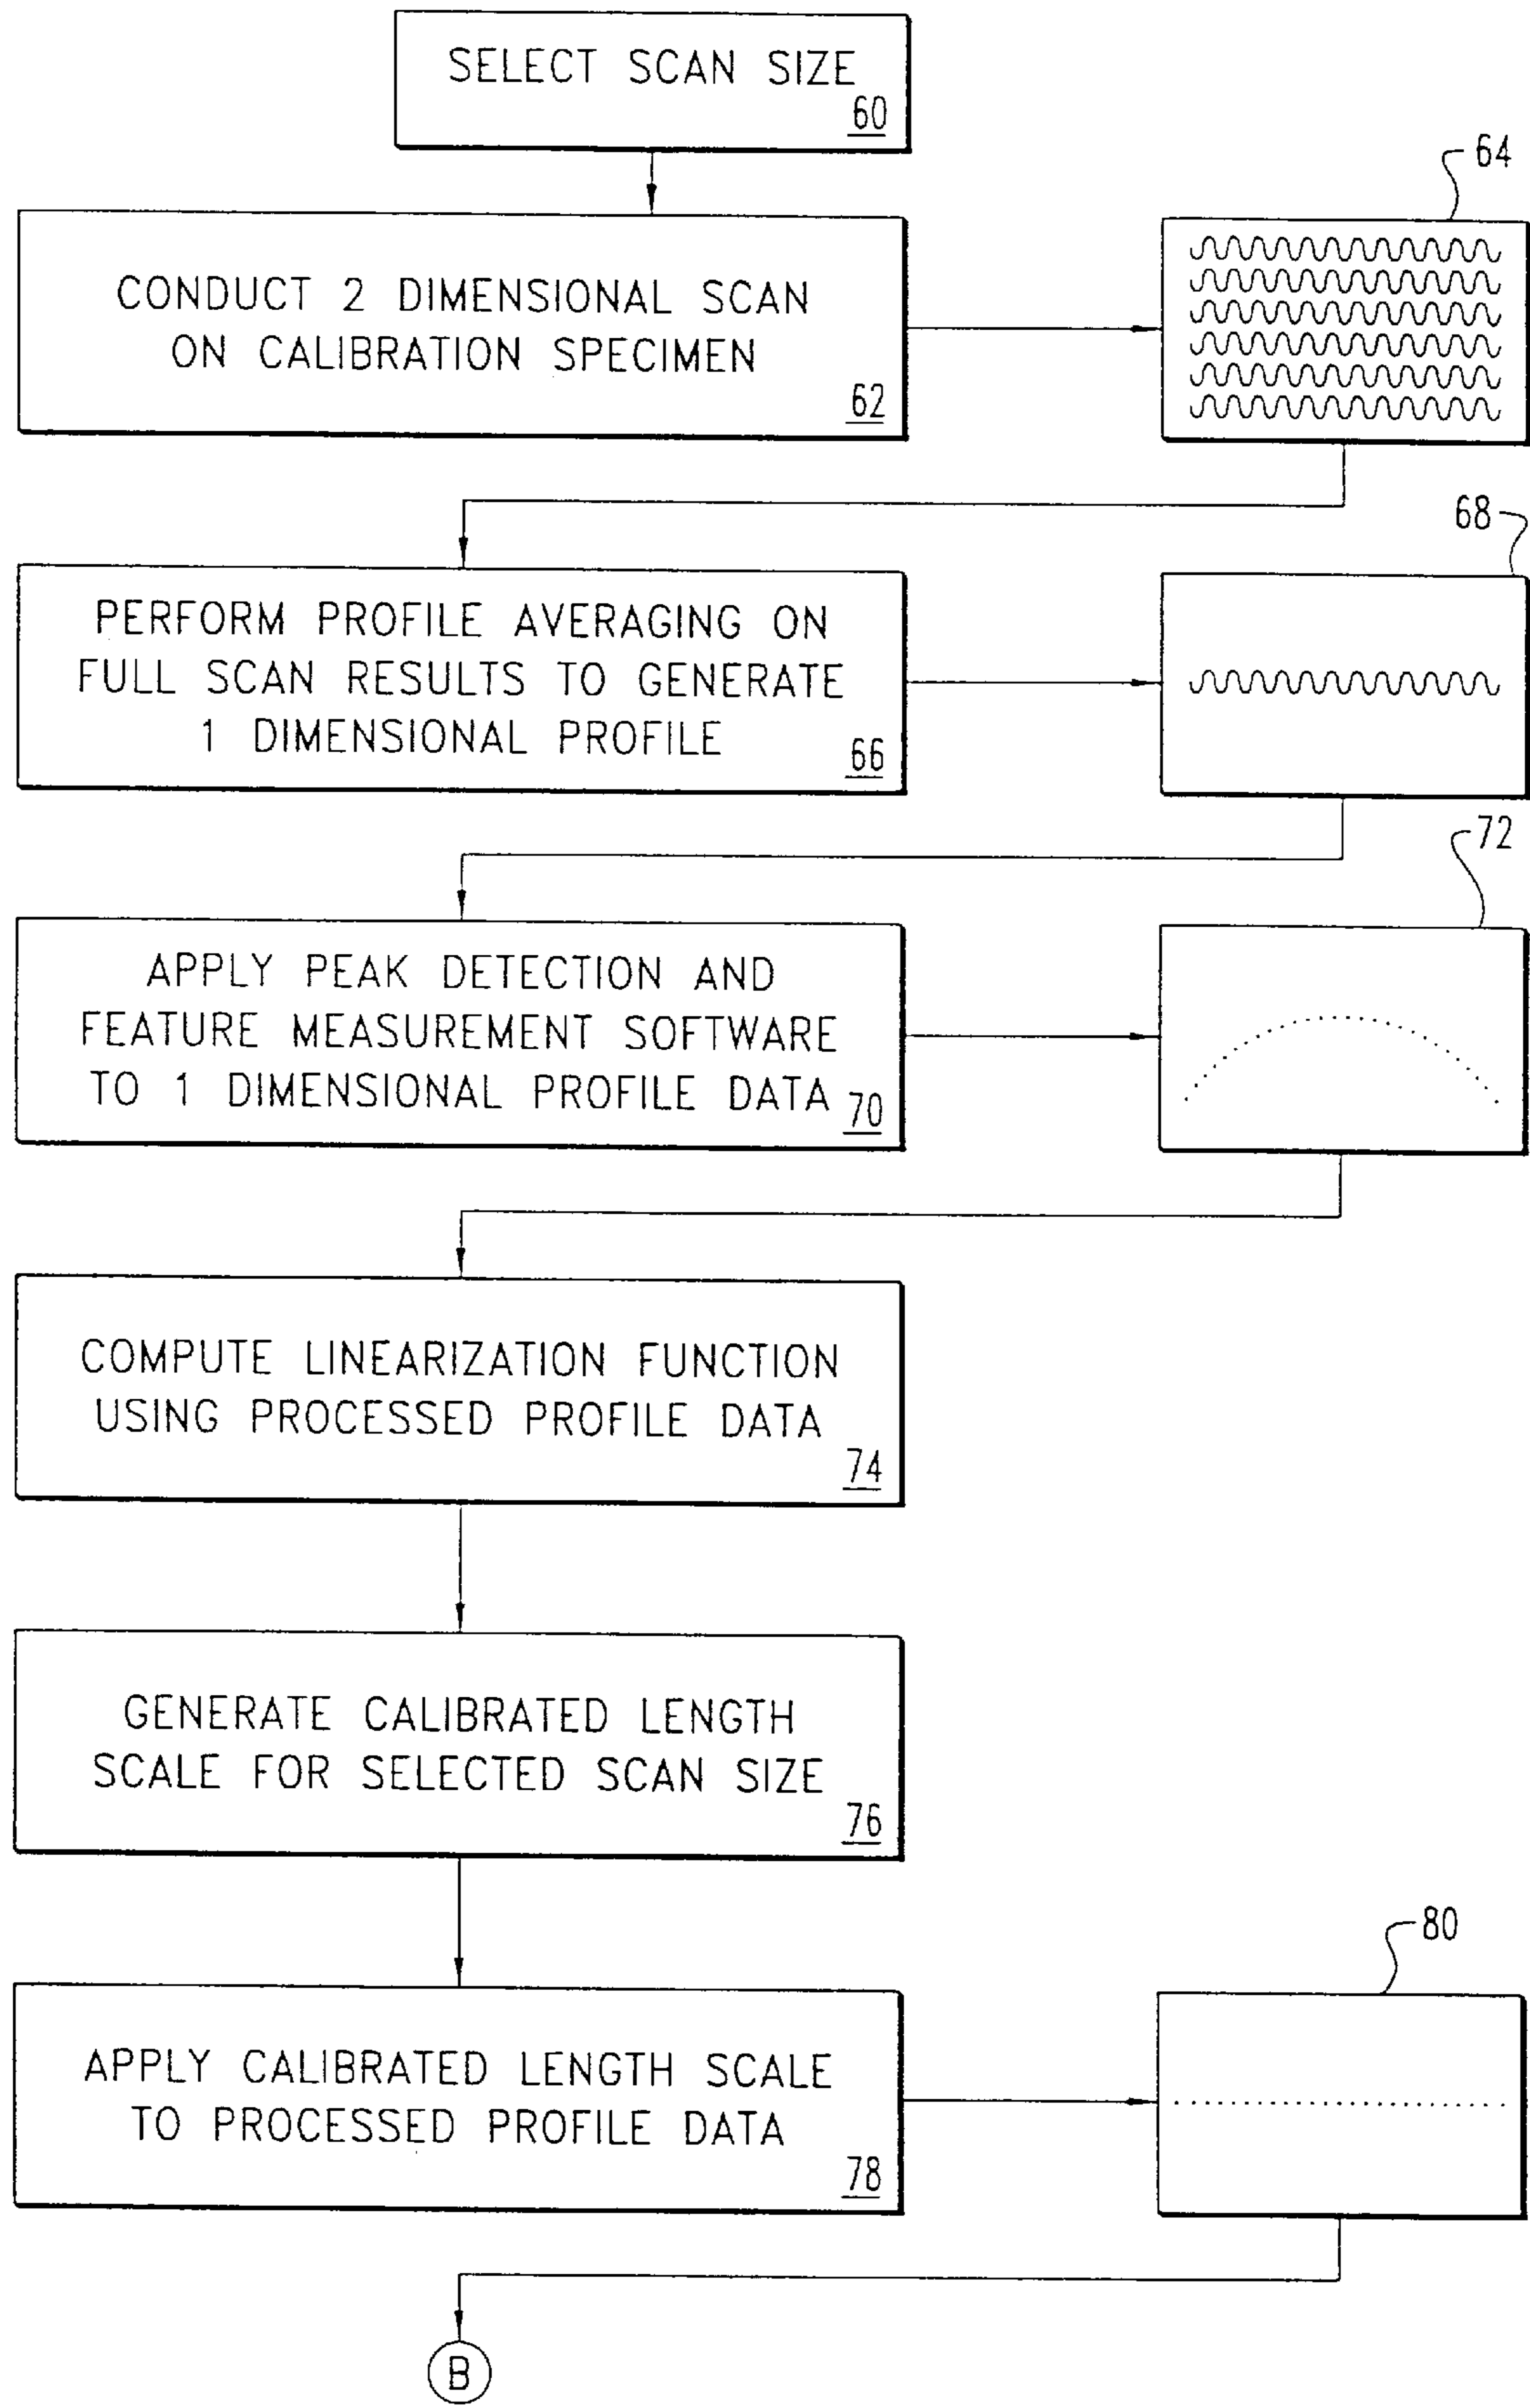 SELECT SCAN SIZE
60
64
CONDUCT 2 DIMENSIONAL SCAN
ON CALIBRATION SPECIMEN
62
68
PERFORM PROFILE AVERAGING ON
FULL SCAN RESULTS TO GENERATE
1 DIMENSIONAL PROFILE
66
72
APPLY PEAK DETECTION AND
FEATURE MEASUREMENT SOFTWARE
TO 1 DIMENSIONAL PROFILE DATA
70
COMPUTE LINEARIZATION FUNCTION
USING PROCESSED PROFILE DATA
74
GENERATE CALIBRATED LENGTH
SCALE FOR SELECTED SCAN SIZE
76
80
APPLY CALIBRATED LENGTH SCALE
TO PROCESSED PROFILE DATA
78
B